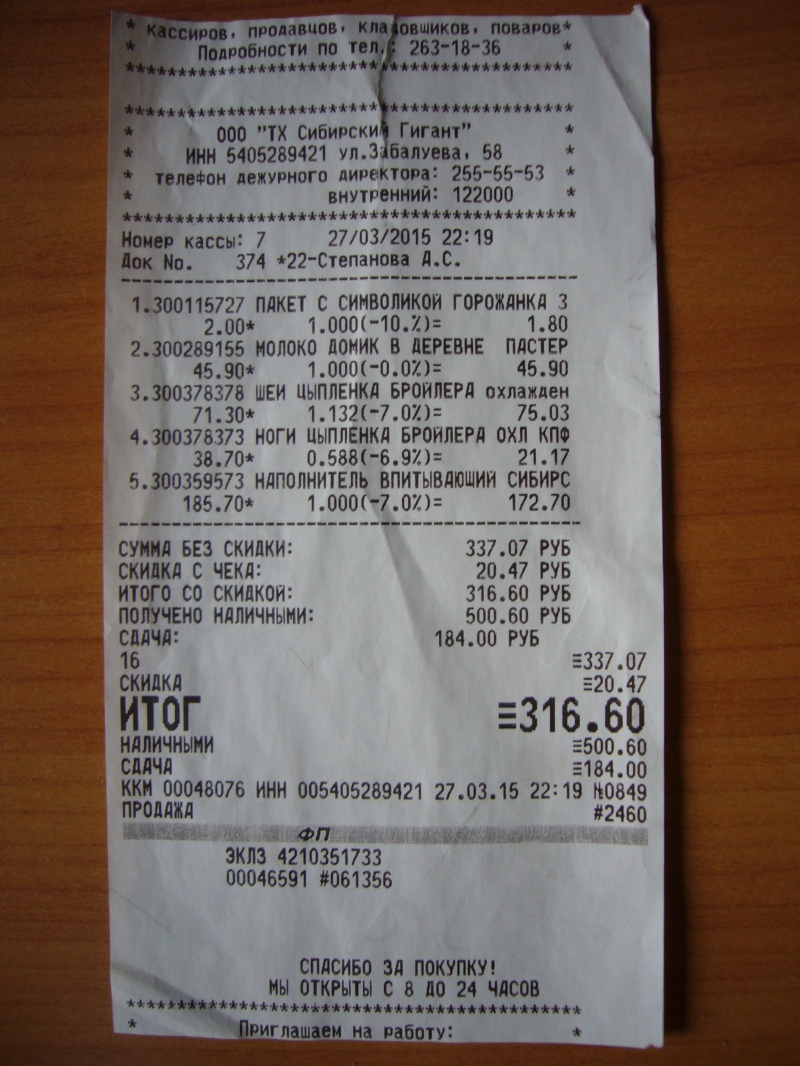 * кассиров, продавцов, кладовщиков, поваров*
* Подробности по тел.: 263-18-36 *
*******************************************
*******************************************
* ООО "ТХ Сибирский Гигант" *
* ИНН 5405289421 ул.Забалуева, 58 *
* телефон дежурного директора: 255-55-53 *
* внутренний: 122000 *
*******************************************
Номер кассы: 7 27/03/2015 22:19
Док No. 374 *22-Степанова А.С.
--------------------------------------------
1.300115727 ПАКЕТ С СИМВОЛИКОЙ ГОРОЖАНКА 3
2.00* 1.000(-10.%)= 1.80
2.300289155 МОЛОКО ДОМИК В ДЕРЕВНЕ ПАСТЕР
45.90* 1.000(-0.0%)= 45.90
3.300378378 ШЕИ ЦЫПЛЕНКА БРОЙЛЕРА охлажден
71.30* 1.132(-7.0%)= 75.03
4.300378373 НОГИ ЦЫПЛЕНКА БРОЙЛЕРА ОХЛ КПФ
38.70* 0.588(-6.9%)= 21.17
5.300359573 НАПОЛНИТЕЛЬ ВПИТЫВАЮЩИЙ СИБИРС
185.70* 1.000(-7.0%)= 172.70
--------------------------------------------
СУММА БЕЗ СКИДКИ: 337.07 РУБ
СКИДКА С ЧЕКА: 20.47 РУБ
ИТОГО СО СКИДКОЙ: 316.60 РУБ
ПОЛУЧЕНО НАЛИЧНЫМИ: 500.60 РУБ
СДАЧА: 184.00 РУБ
16 ≡337.07
СКИДКА ≡20.47
ИТОГ ≡316.60
НАЛИЧНЫМИ ≡500.60
СДАЧА ≡184.00
ККМ 00048076 ИНН 005405289421 27.03.15 22:19 №0849
ПРОДАЖА #2460
ФП
ЭКЛЗ 4210351733
00046591 #061356
СПАСИБО ЗА ПОКУПКУ!
МЫ ОТКРЫТЫ С 8 ДО 24 ЧАСОВ
*******************************************
* Приглашаем на работу: *